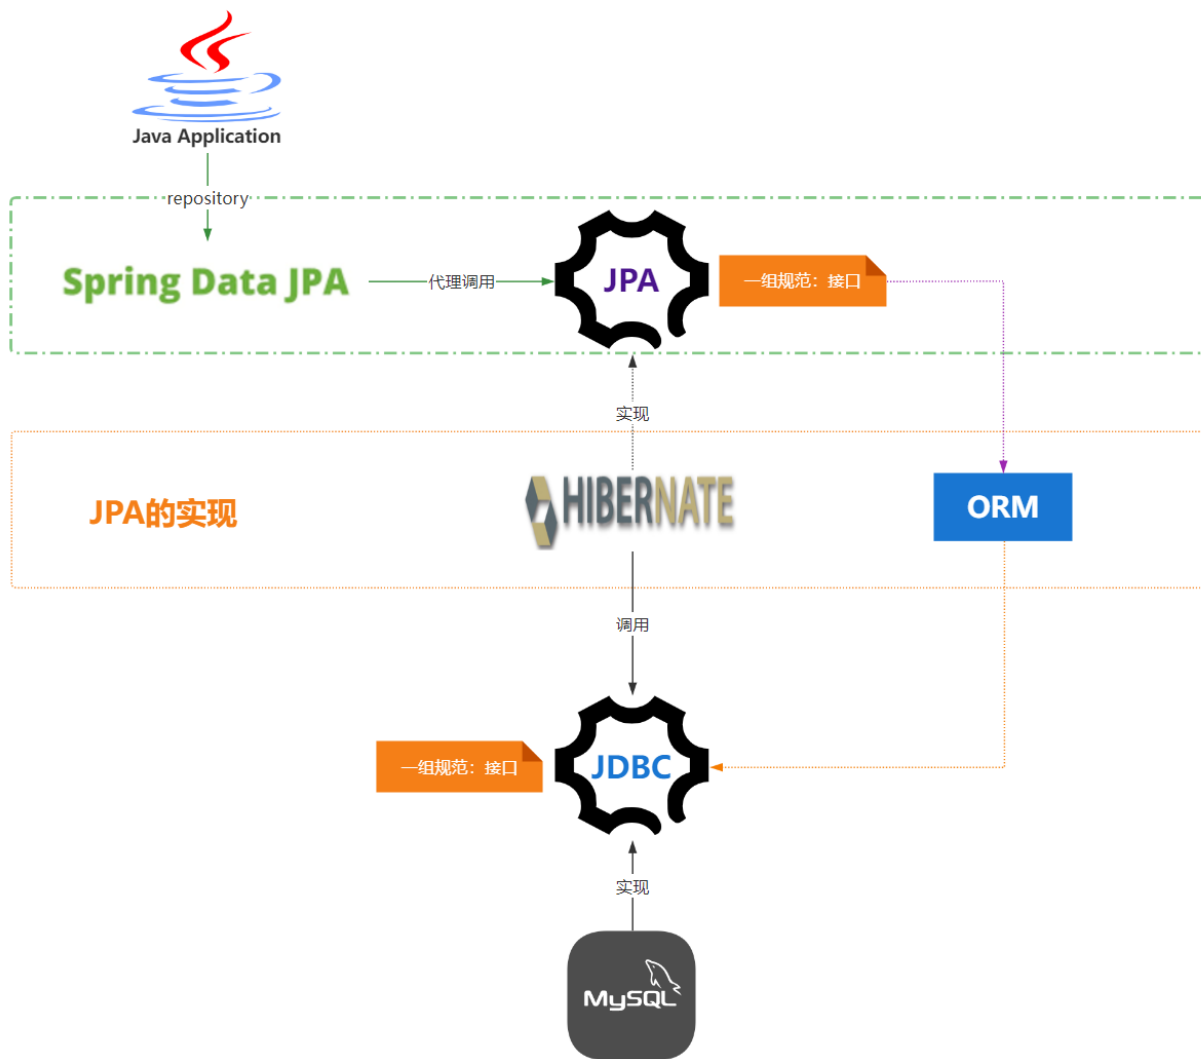 Java Application
repository
Spring Data JPA
代理调用
JPA
一组规范：接口
实现
JPA的实现
HIBERNATE
ORM
调用
一组规范：接口
JDBC
实现
MySQL